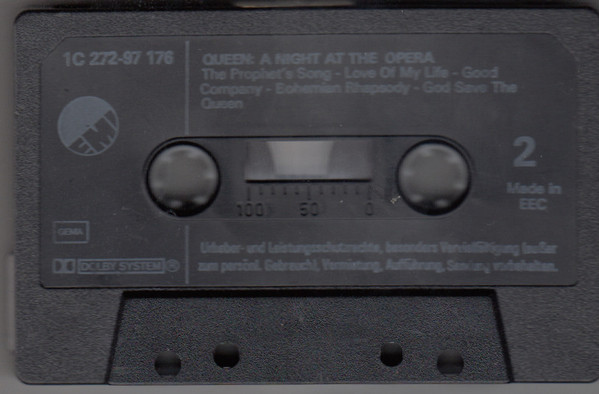 1C 272-97 176
QUEEN: A NIGHT AT THE OPERA
The Prophet's Song - Love Of My Life - Good
Company - Bohemian Rhapsody - God Save The
Queen
EMI
2
Made in
EEC
100 50 0
GEMA
DOLBY SYSTEM ®
Urheber- und Leistungsschutzrechte, besonders Vervielfältigung (außer
zum persönl. Gebrauch), Vermietung, Aufführung, Sendung vorbehalten.